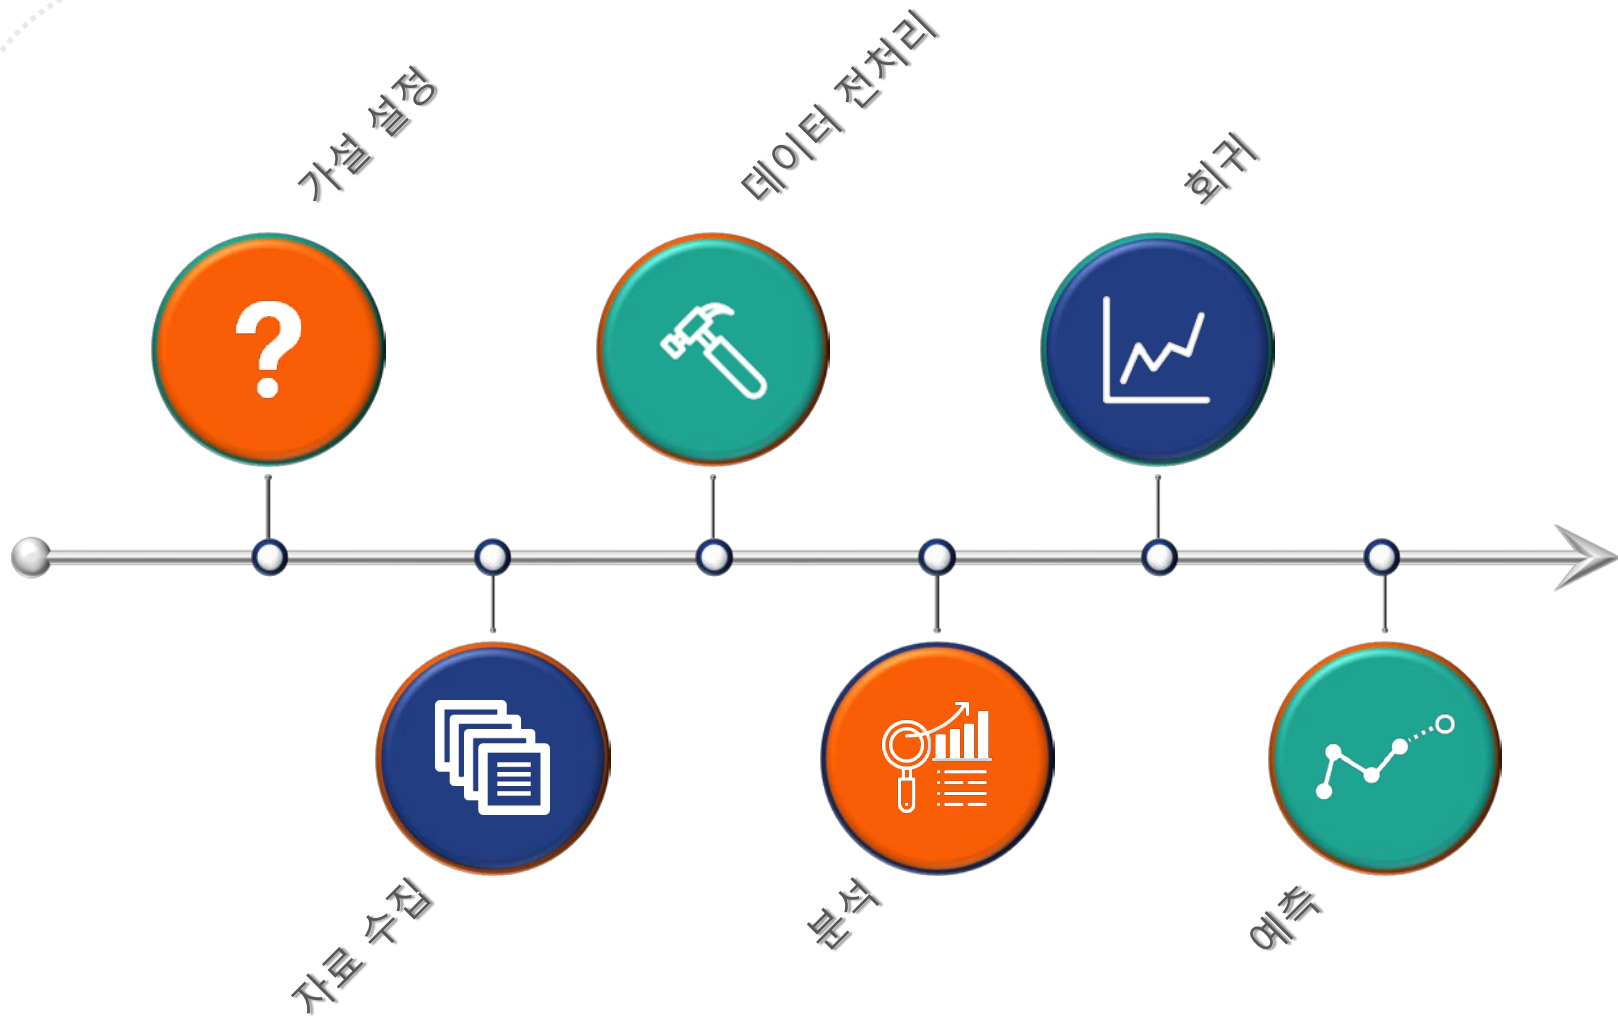 가설 설정
자료 수집
데이터 전처리
분석
회귀
예측